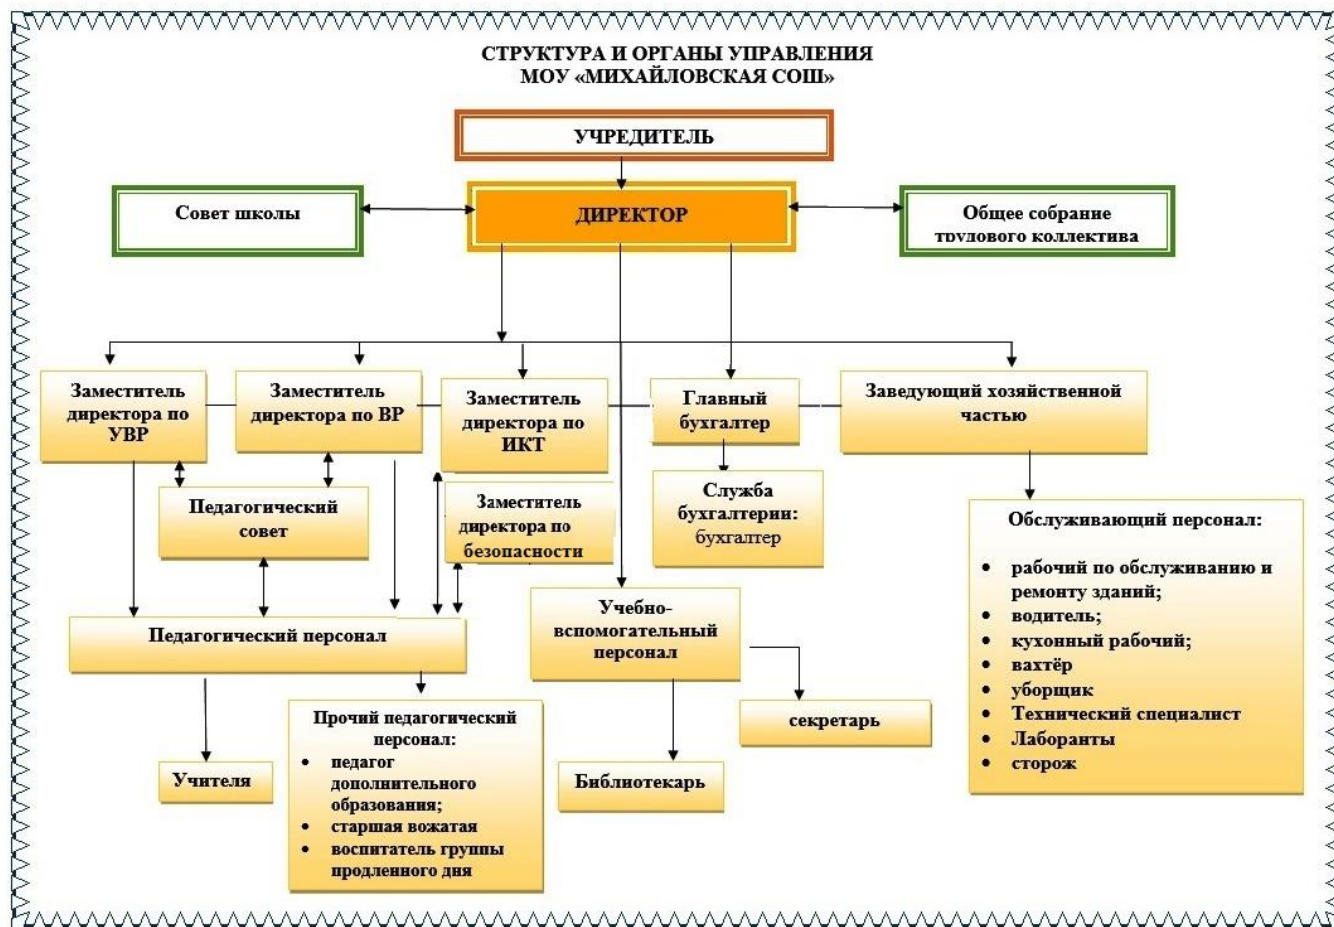 СТРУКТУРА И ОРГАНЫ УПРАВЛЕНИЯ
МОУ «МИХАЙЛОВСКАЯ СОШ»
УЧРЕДИТЕЛЬ
Совет школы
ДИРЕКТОР
Общее собрание
трудового коллектива
Заместитель
директора по
УВР
Заместитель
директора по ВР
Заместитель
директора по
ИКТ
Главный
бухгалтер
Заведующий хозяйственной
частью
Педагогический
совет
Заместитель
директора по
безопасности
Служба
бухгалтерии:
бухгалтер
Обслуживающий персонал:
• рабочий по обслуживанию и
ремонту зданий;
• водитель;
• кухонный рабочий;
• вахтёр
• уборщик
• Технический специалист
• Лаборанты
• сторож
Педагогический персонал
Учебно-
вспомогательный
персонал
Учителя
Прочий педагогический
персонал:
• педагог
дополнительного
образования;
• старшая вожатая
• воспитатель группы
продленного дня
Библиотекарь
секретарь